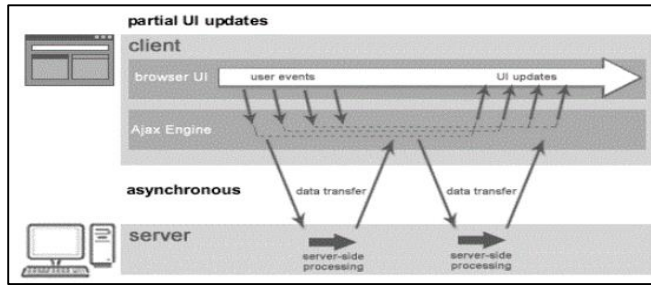 partial UI updates
client
browser UI
user events
UI updates
Ajax Engine
asynchronous
data transfer
data transfer
server
server-side
processing
server-side
processing